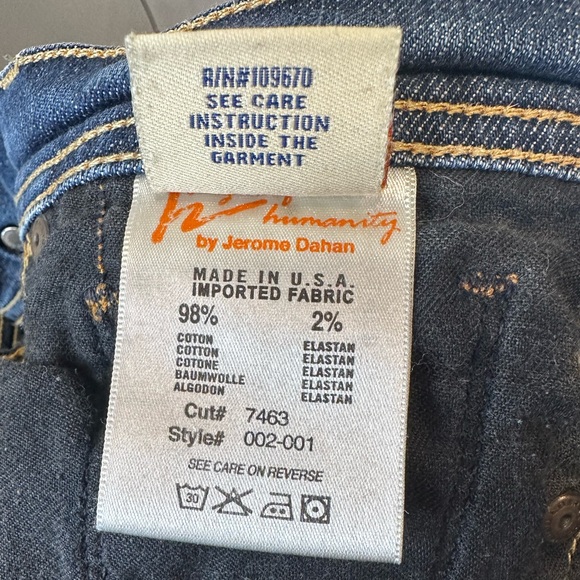 R/N#109670
SEE CARE
INSTRUCTION
INSIDE THE
GARMENT
humanity
by Jerome Dahan
MADE IN U.S.A.
IMPORTED FABRIC
98% 2%
COTON ELASTAN
COTTON ELASTAN
COTONE ELASTAN
BAUMWOLLE ELASTAN
ALGODON ELASTAN
Cut# 7463
Style# 002-001
SEE CARE ON REVERSE
30